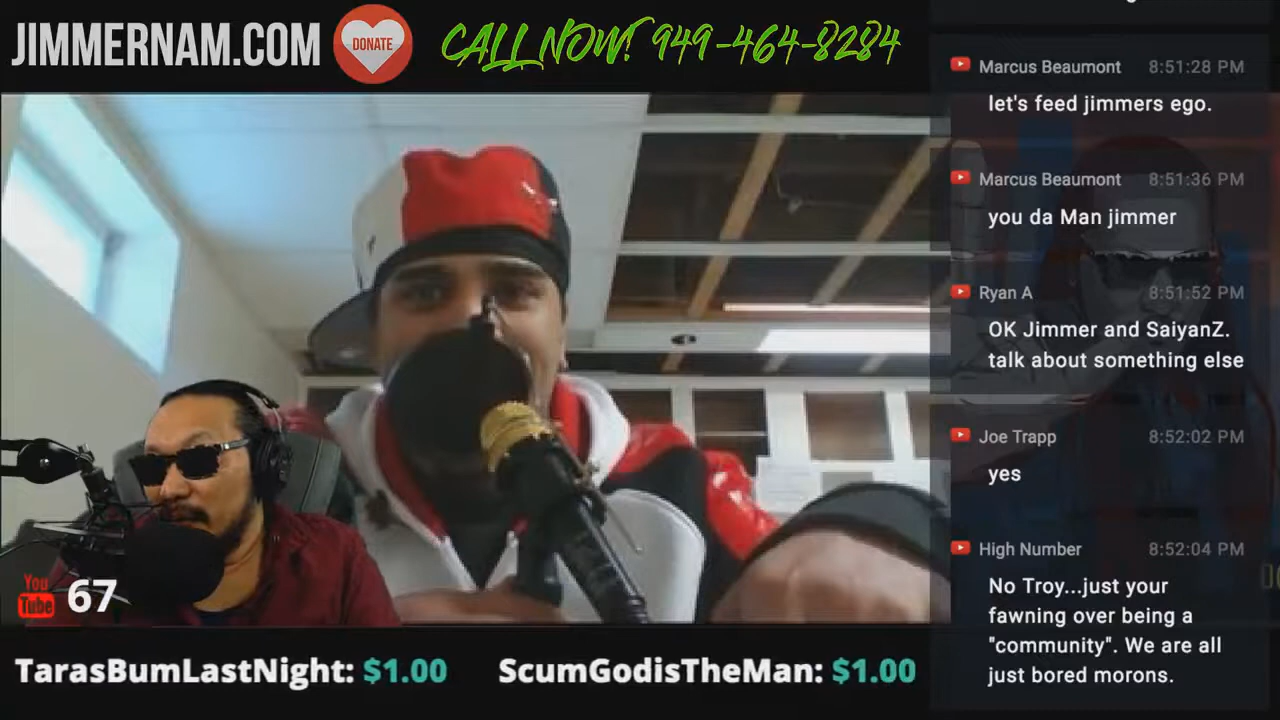 JIMMERNAM.COM
DONATE
CALL NOW! 949-464-8284
Marcus Beaumont 8:51:28 PM
let's feed jimmers ego.
Marcus Beaumont 8:51:36 PM
you da Man jimmer
Ryan A 8:51:52 PM
OK Jimmer and SaiyanZ.
talk about something else
Joe Trapp 8:52:02 PM
yes
High Number 8:52:04 PM
No Troy...just your
fawning over being a
"community". We are all
just bored morons.
You
Tube 67
TarasBumLastNight: $1.00 ScumGodisTheMan: $1.00